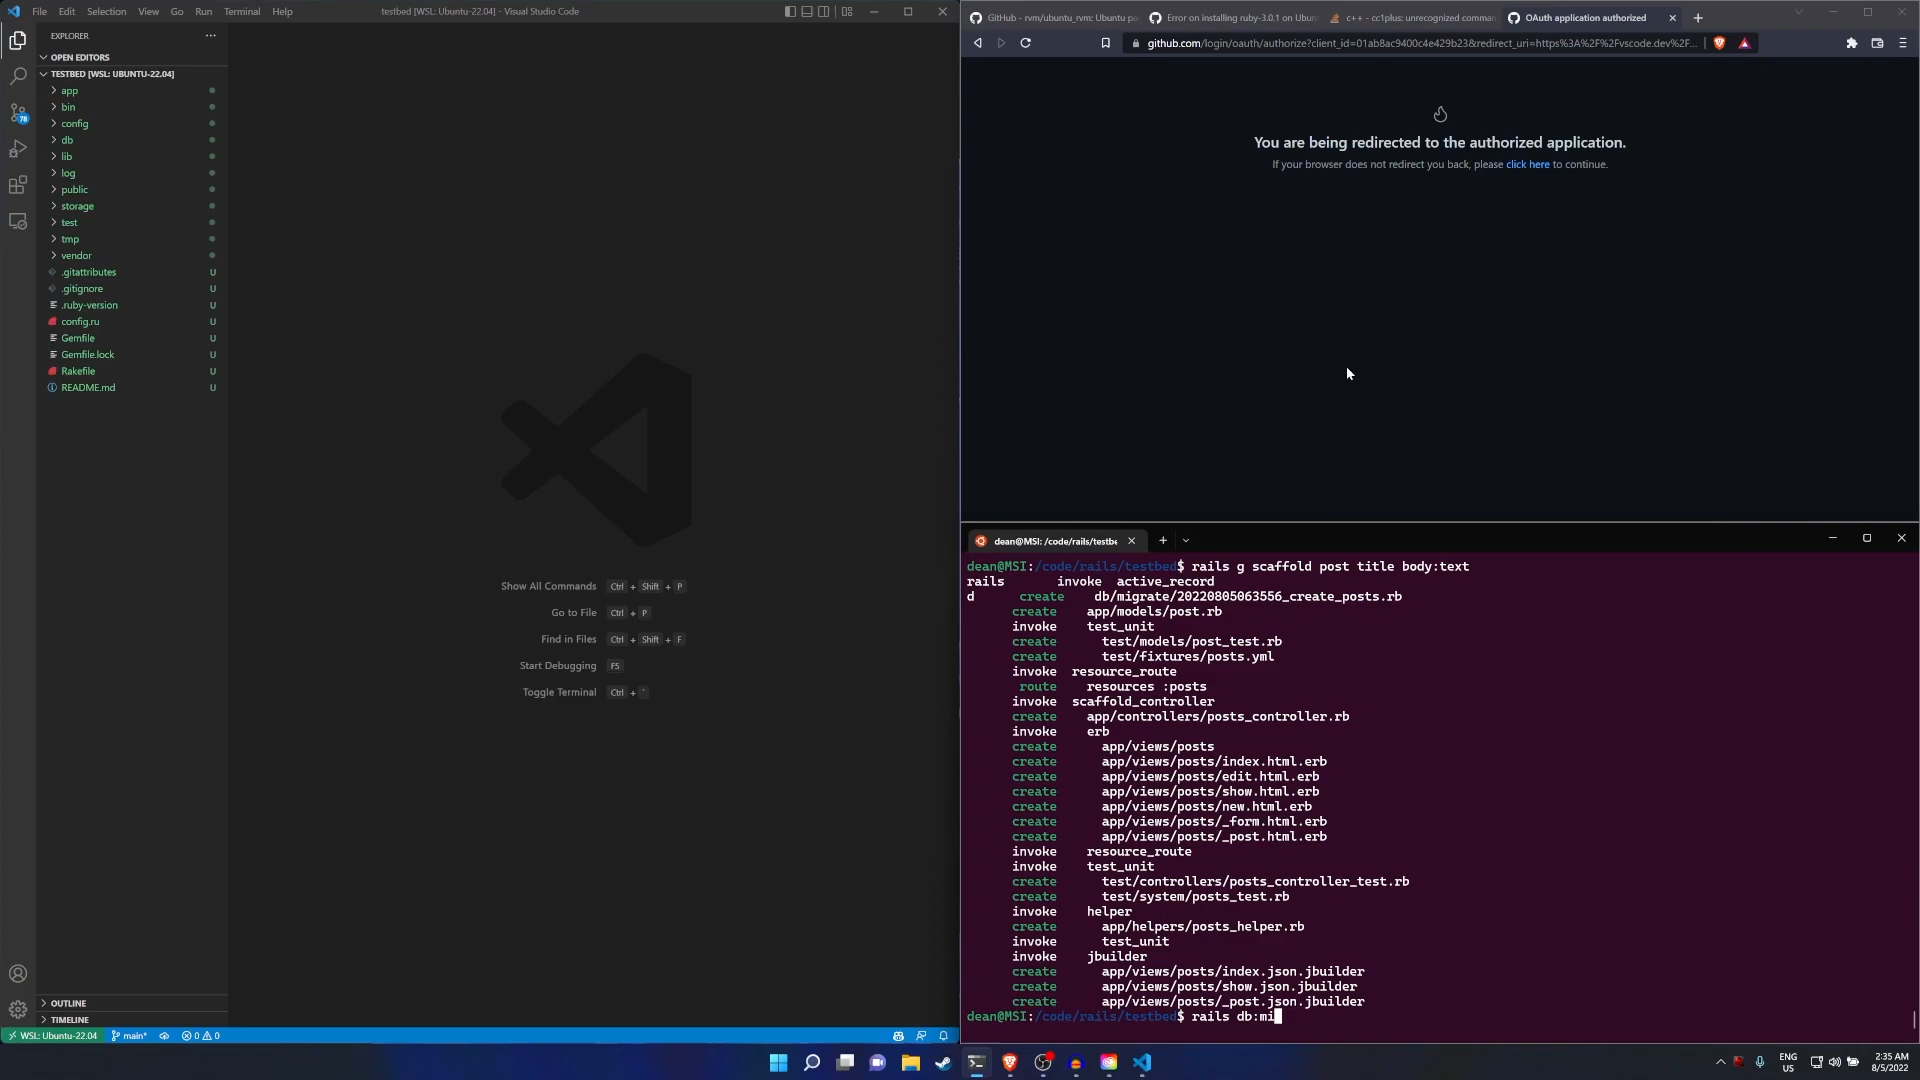 File Edit Selection View Go Run Terminal Help
testbed [WSL: Ubuntu-22.04] - Visual Studio Code
EXPLORER
OPEN EDITORS
TESTBED [WSL: UBUNTU-22.04]
app
bin
config
db
lib
log
public
storage
test
tmp
vendor
.gitattributes U
.gitignore U
.ruby-version U
config.ru U
Gemfile U
Gemfile.lock U
Rakefile U
README.md U
78
Show All Commands Ctrl + Shift + P
Go to File Ctrl + P
Find in Files Ctrl + Shift + F
Start Debugging F5
Toggle Terminal Ctrl + `
OUTLINE
TIMELINE
WSL: Ubuntu-22.04 main* 0 0
GitHub - rvm/ubuntu_rvm: Ubuntu pa
Error on installing ruby-3.0.1 on Ubun
c++ - cc1plus: unrecognized comman
OAuth application authorized
github.com/login/oauth/authorize?client_id=01ab8ac9400c4e429b23&redirect_uri=https%3A%2F%2Fvscode.dev%2F...
You are being redirected to the authorized application.
If your browser does not redirect you back, please click here to continue.
dean@MSI: /code/rails/testbe
dean@MSI:/code/rails/testbed$ rails g scaffold post title body:text
rails invoke active_record
d create db/migrate/20220805063556_create_posts.rb
create app/models/post.rb
invoke test_unit
create test/models/post_test.rb
create test/fixtures/posts.yml
invoke resource_route
route resources :posts
invoke scaffold_controller
create app/controllers/posts_controller.rb
invoke erb
create app/views/posts
create app/views/posts/index.html.erb
create app/views/posts/edit.html.erb
create app/views/posts/show.html.erb
create app/views/posts/new.html.erb
create app/views/posts/_form.html.erb
create app/views/posts/_post.html.erb
invoke resource_route
invoke test_unit
create test/controllers/posts_controller_test.rb
create test/system/posts_test.rb
invoke helper
create app/helpers/posts_helper.rb
invoke test_unit
invoke jbuilder
create app/views/posts/index.json.jbuilder
create app/views/posts/show.json.jbuilder
create app/views/posts/_post.json.jbuilder
dean@MSI:/code/rails/testbed$ rails db:mi
ENG
US
2:35 AM
8/5/2022